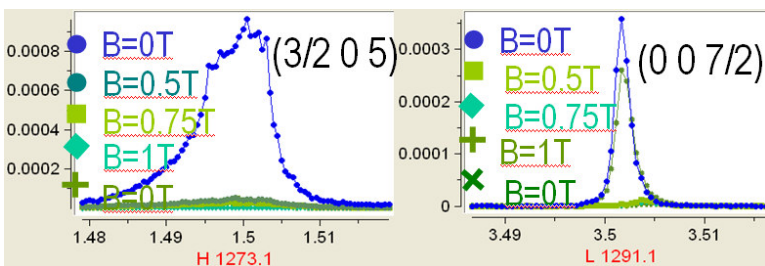 0.0008
0.0006
0.0004
0.0002
B=0T
B=0.5T
B=0.75T
B=1T
B=0T
(3/2 0 5)
1.48
1.49
1.5
1.51
H 1273.1
0.0003
0.0002
0.0001
0
B=0T
B=0.5T
B=0.75T
B=1T
B=0T
(0 0 7/2)
3.49
3.5
3.51
L 1291.1